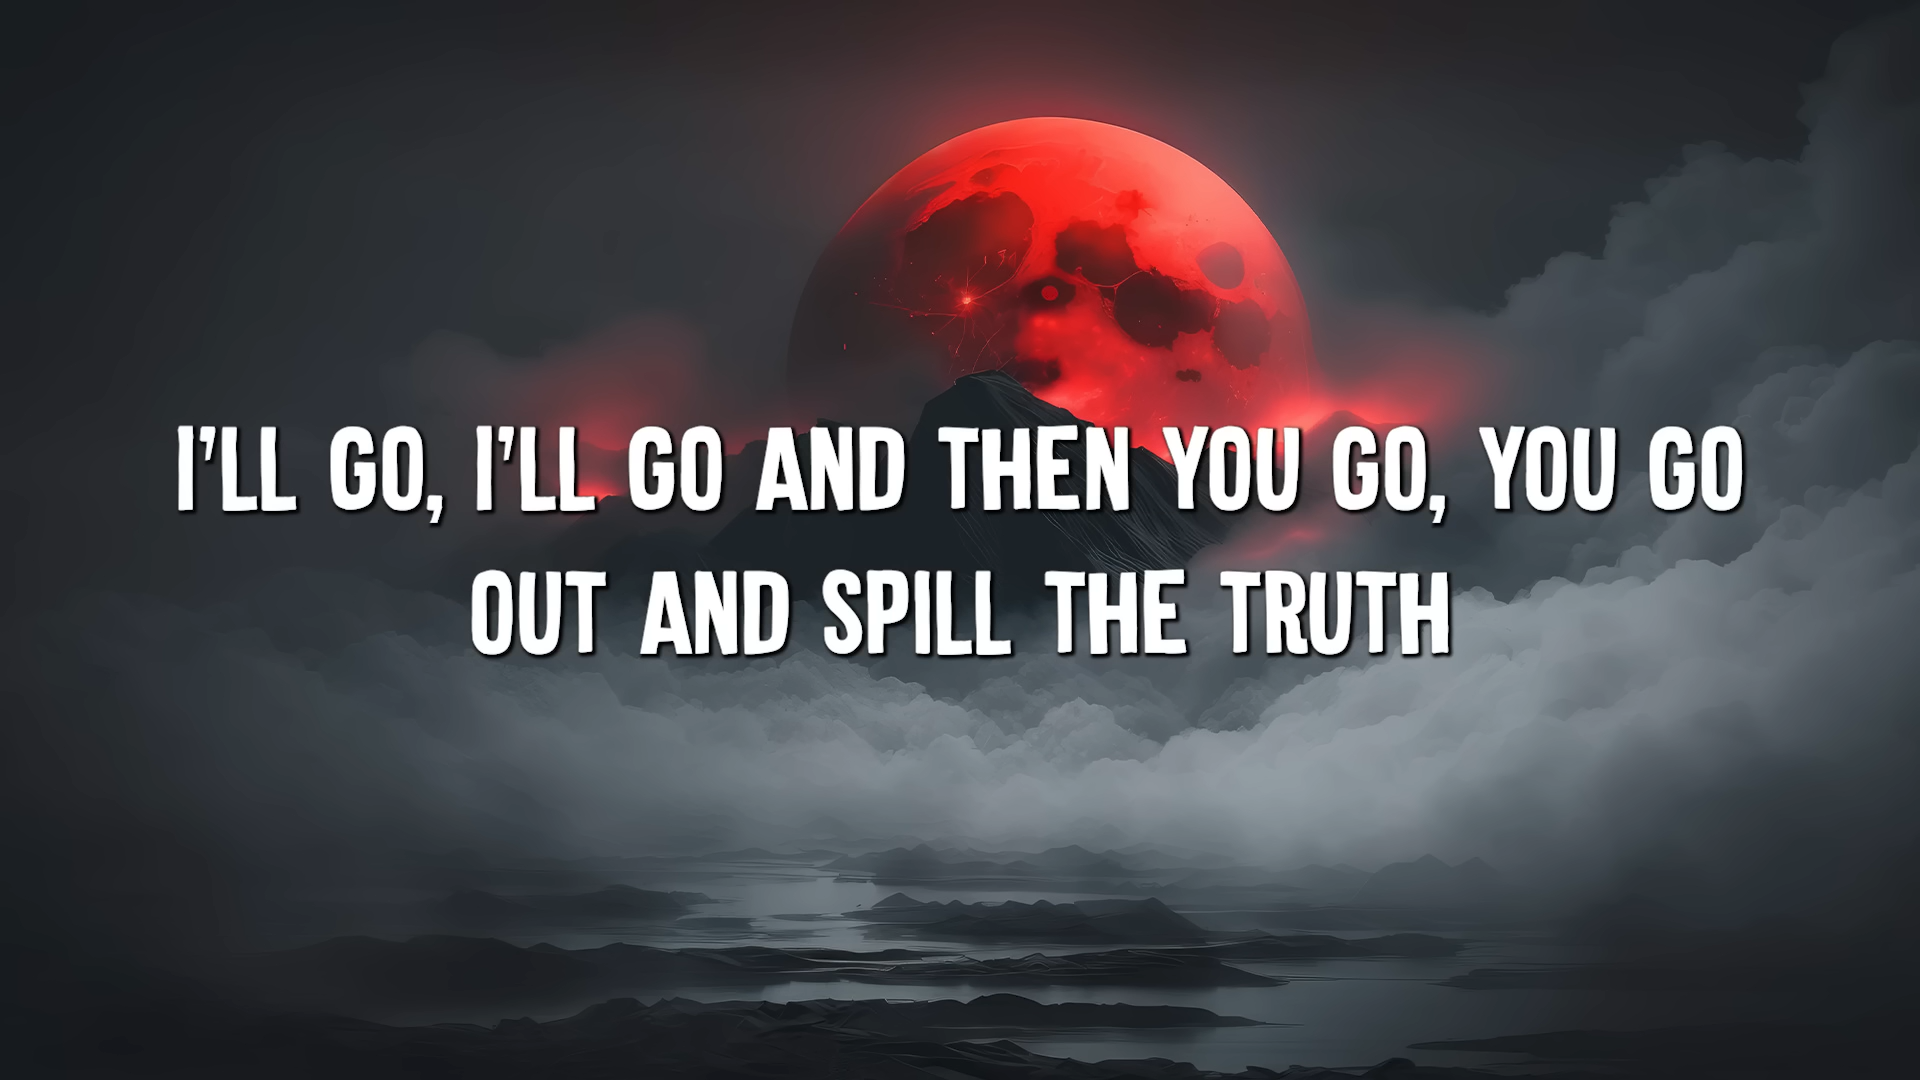 I'LL GO, I'LL GO AND THEN YOU GO, YOU GO
OUT AND SPILL THE TRUTH